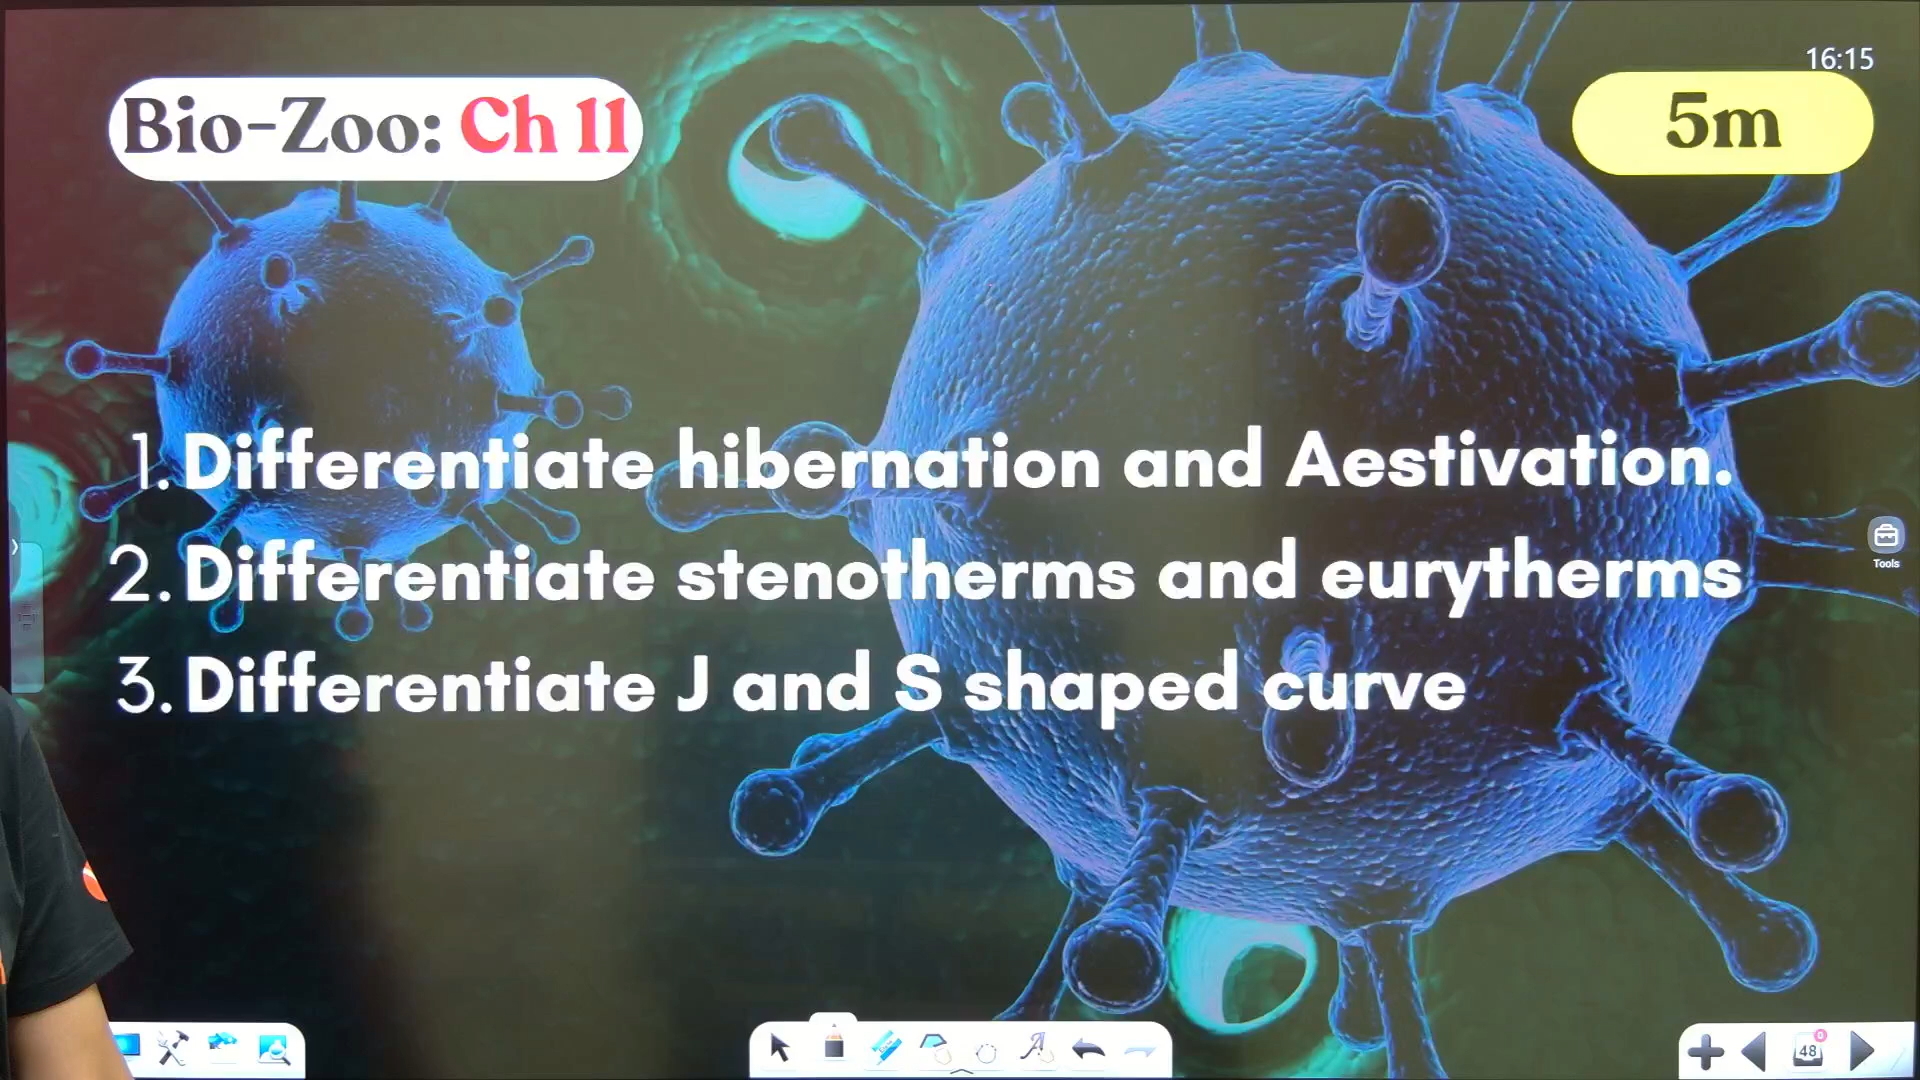 16:15
Bio-Zoo: Ch 11
5m
1. Differentiate hibernation and Aestivation.
2. Differentiate stenotherms and eurytherms
3. Differentiate J and S shaped curve
Tools
48
0